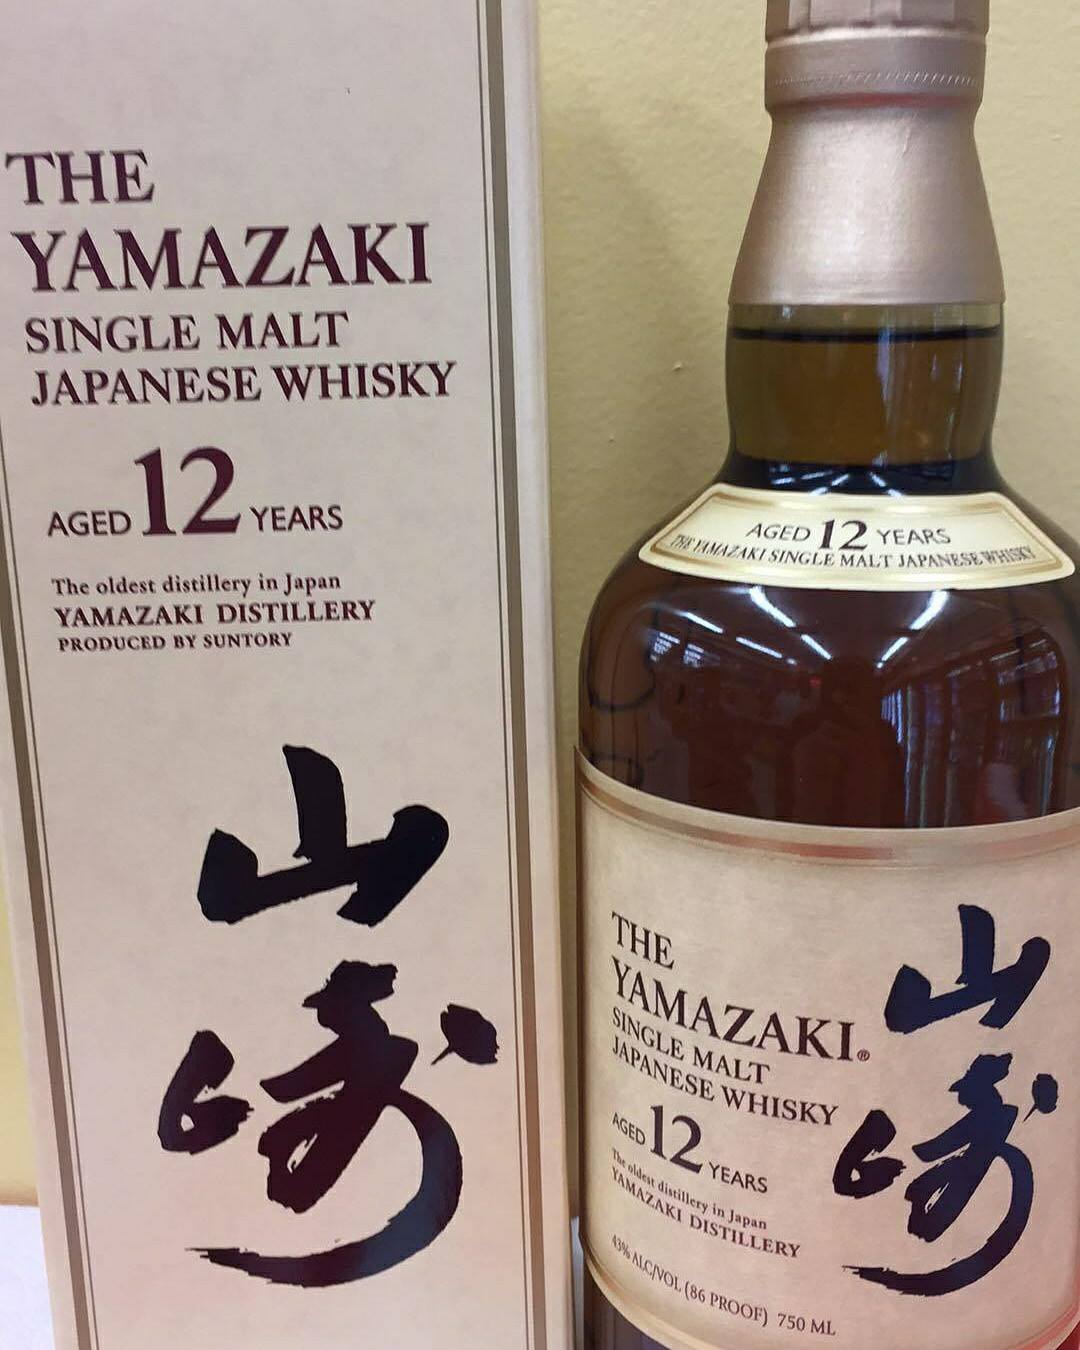 THE
YAMAZAKI
SINGLE MALT
JAPANESE WHISKY
AGED 12 YEARS
The oldest distillery in Japan
YAMAZAKI DISTILLERY
PRODUCED BY SUNTORY
山
崎
AGED 12 YEARS
THE YAMAZAKI SINGLE MALT JAPANESE WHISKY
THE
YAMAZAKI®
SINGLE MALT
JAPANESE WHISKY
AGED 12 YEARS
The oldest distillery in Japan
YAMAZAKI DISTILLERY
43% ALC/VOL (86 PROOF) 750 ML
山
崎